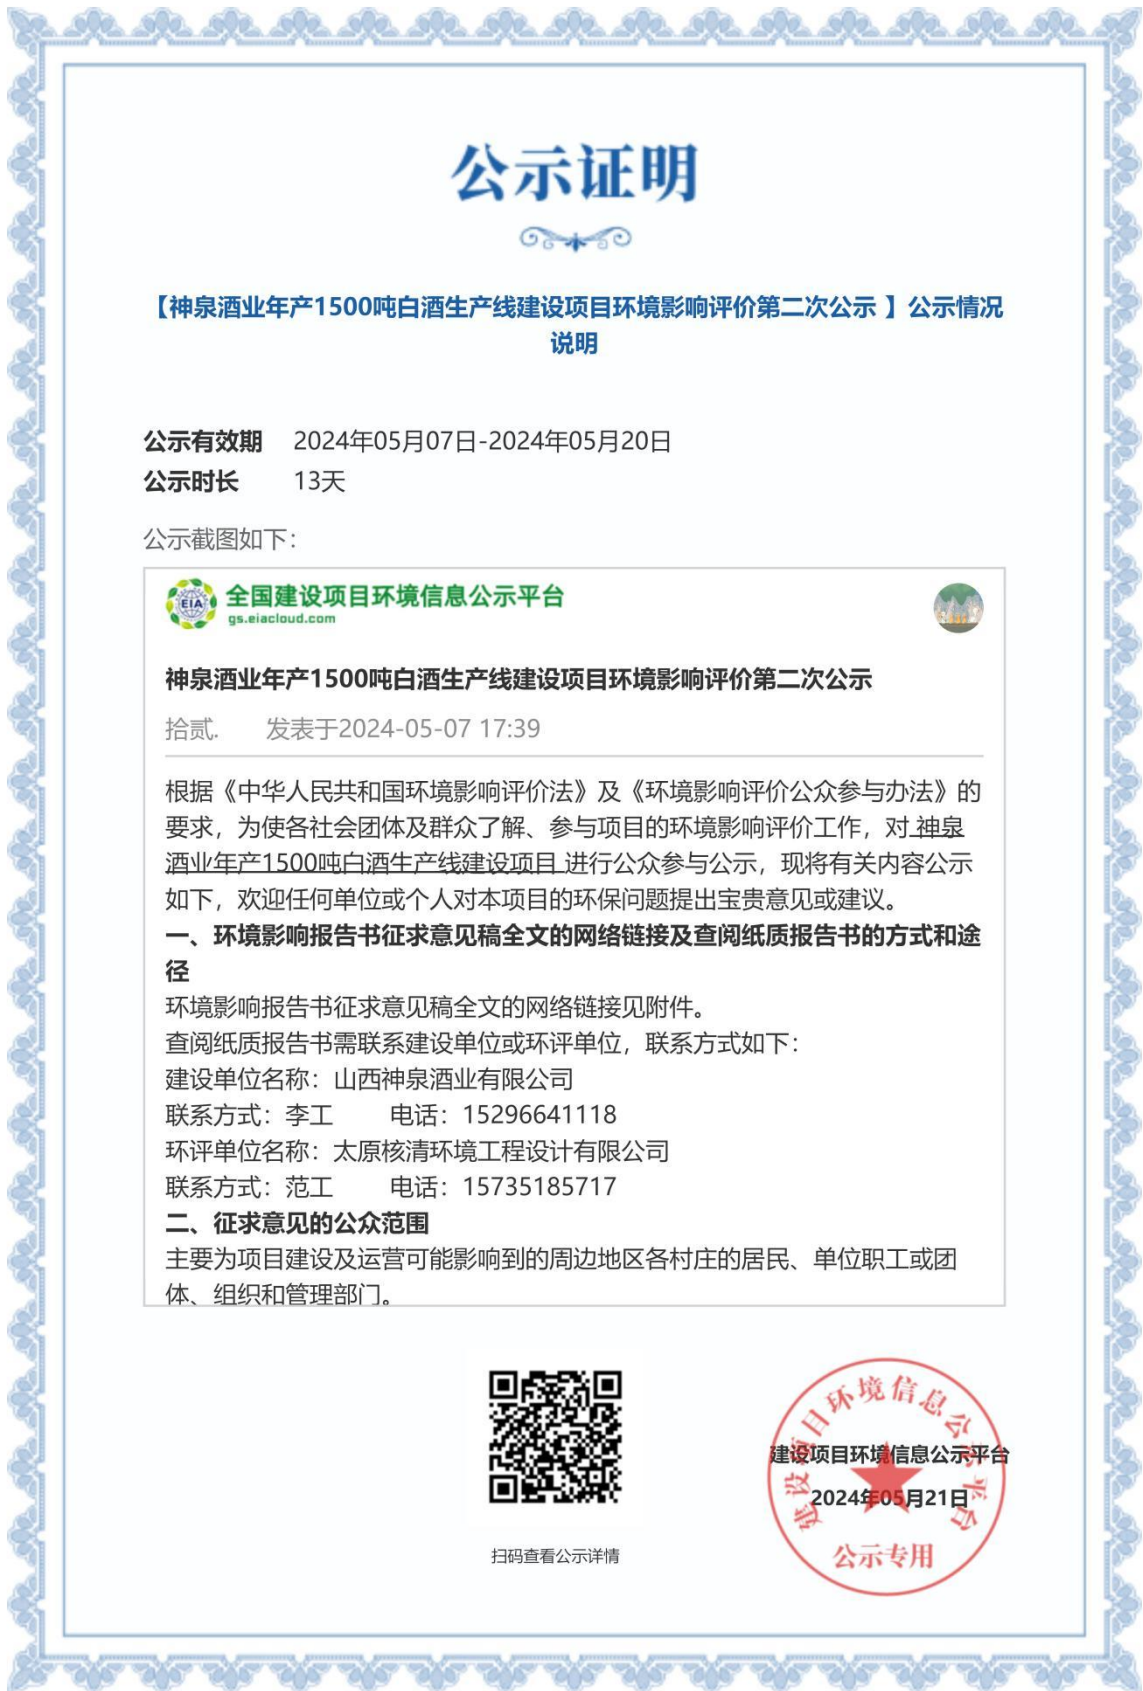 公示证明
【神泉酒业年产1500吨白酒生产线建设项目环境影响评价第二次公示 】公示情况
说明
公示有效期 2024年05月07日-2024年05月20日
公示时长 13天
公示截图如下：
EIA 全国建设项目环境信息公示平台
gs.eiacloud.com
神泉酒业年产1500吨白酒生产线建设项目环境影响评价第二次公示
拾贰. 发表于2024-05-07 17:39
根据《中华人民共和国环境影响评价法》及《环境影响评价公众参与办法》的
要求，为使各社会团体及群众了解、参与项目的环境影响评价工作，对 神泉
酒业年产1500吨白酒生产线建设项目 进行公众参与公示，现将有关内容公示
如下，欢迎任何单位或个人对本项目的环保问题提出宝贵意见或建议。
一、环境影响报告书征求意见稿全文的网络链接及查阅纸质报告书的方式和途
径
环境影响报告书征求意见稿全文的网络链接见附件。
查阅纸质报告书需联系建设单位或环评单位，联系方式如下：
建设单位名称：山西神泉酒业有限公司
联系方式：李工 电话：15296641118
环评单位名称：太原核清环境工程设计有限公司
联系方式：范工 电话：15735185717
二、征求意见的公众范围
主要为项目建设及运营可能影响到的周边地区各村庄的居民、单位职工或团
体、组织和管理部门。
建设项目环境信息公示平台
建设项目环境信息公示平台
2024年05月21日
公示专用
扫码查看公示详情